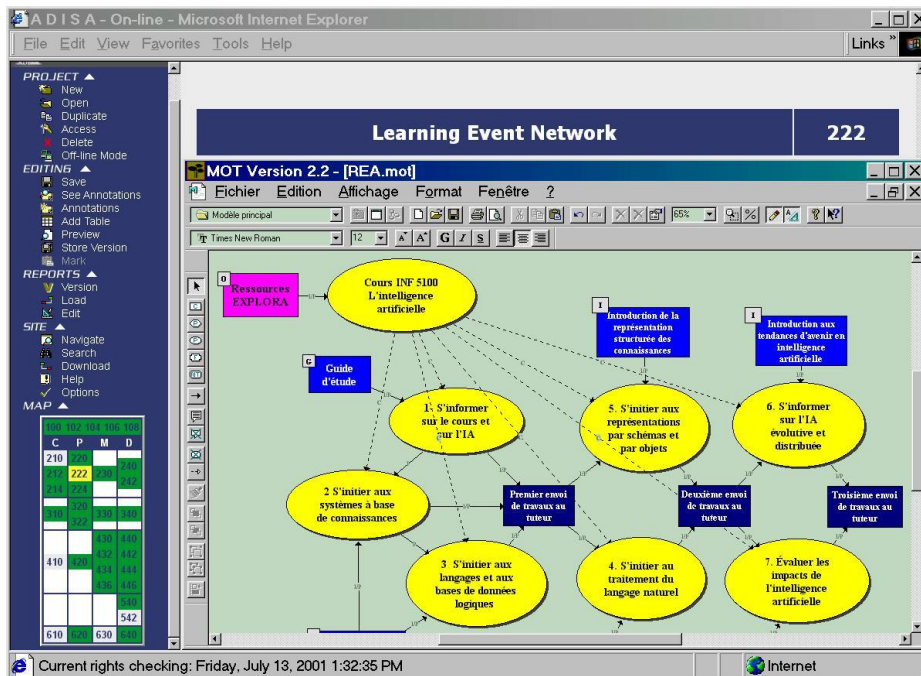 ADISA - On-line - Microsoft Internet Explorer
File Edit View Favorites Tools Help
Links »
PROJECT
New
Open
Duplicate
Access
Delete
Off-line Mode
EDITING
Save
See Annotations
Annotations
Add Table
Preview
Store Version
Mark
REPORTS
Version
Load
Edit
SITE
Navigate
Search
Download
Help
Options
MAP
100 102 104 106 108
C P M D
210 220
240
212 222 230
242
214 224
320
310 330 340
322
430 440
432 442
410 420
434 444
436 446
540
542
610 620 630 640
Learning Event Network 222
MOT Version 2.2 - [REA.mot]
Fichier Edition Affichage Format Fenêtre ?
Modèle principal
65%
Times New Roman
12
G I S
O
Ressources
EXPLORA
I/P
Cours INF 5100
L'intelligence
artificielle
I
Introduction de la
représentation
structurée des
connaissances
I
Introduction aux
tendances d'avenir en
intelligence
artificielle
G
Guide
d'étude
1. S'informer
sur le cours et
sur l'IA
5. S'initier aux
représentations
par schémas et
par objets
6. S'informer
sur l'IA
évolutive et
distribuée
2 S'initier aux
systèmes à base
de connaissances
Premier envoi
de travaux au
tuteur
Deuxième envoi
de travaux au
tuteur
Troisième envoi
de travaux au
tuteur
3 S'initier aux
langages et aux
bases de données
logiques
4. S'initier au
traitement du
langage naturel
7. Évaluer les
impacts de
l'intelligence
artificielle
Current rights checking: Friday, July 13, 2001 1:32:35 PM
Internet